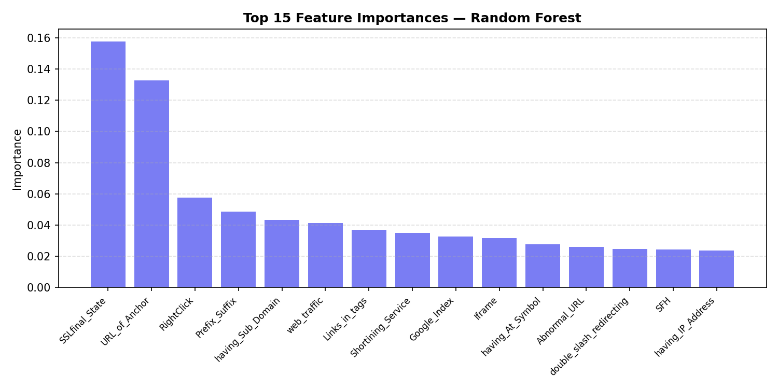 Top 15 Feature Importances — Random Forest
Importance
0.16
0.14
0.12
0.10
0.08
0.06
0.04
0.02
0.00
SSLfinal_State
URL_of_Anchor
RightClick
Prefix_Suffix
having_Sub_Domain
web_traffic
Links_in_tags
Shortining_Service
Google_Index
Iframe
having_At_Symbol
Abnormal_URL
double_slash_redirecting
SFH
having_IP_Address